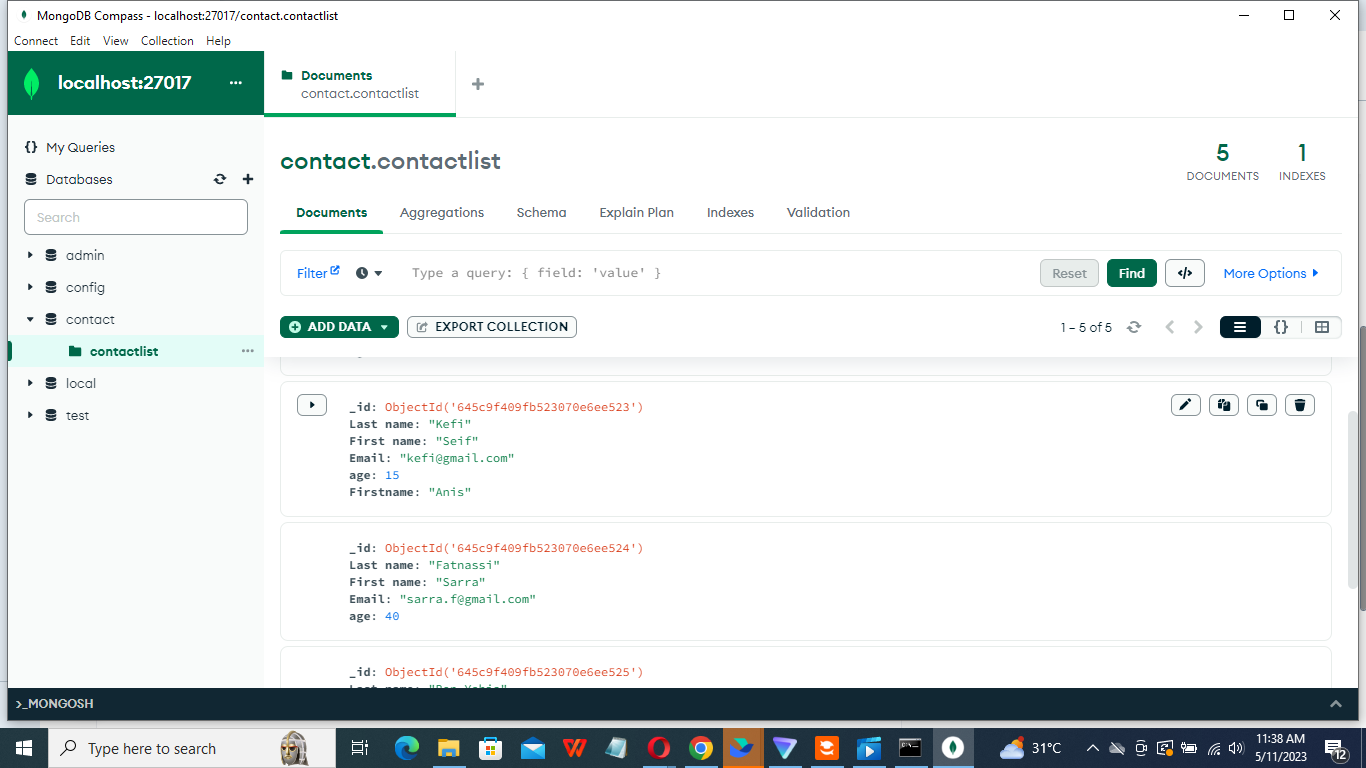 MongoDB Compass - localhost:27017/contact.contactlist
Connect Edit View Collection Help
localhost:27017
Documents
contact.contactlist
{} My Queries
Databases
Search
admin
config
contact
contactlist
local
test
contact.contactlist
5
DOCUMENTS
1
INDEXES
Documents Aggregations Schema Explain Plan Indexes Validation
Filter Type a query: { field: 'value' } Reset Find </> More Options
ADD DATA EXPORT COLLECTION 1 – 5 of 5 {}
_id: ObjectId('645c9f409fb523070e6ee523')
Last name: "Kefi"
First name: "Seif"
Email: "kefi@gmail.com"
age: 15
Firstname: "Anis"
_id: ObjectId('645c9f409fb523070e6ee524')
Last name: "Fatnassi"
First name: "Sarra"
Email: "sarra.f@gmail.com"
age: 40
_id: ObjectId('645c9f409fb523070e6ee525')
>_MONGOSH
Type here to search
31°C
11:38 AM
5/11/2023
12